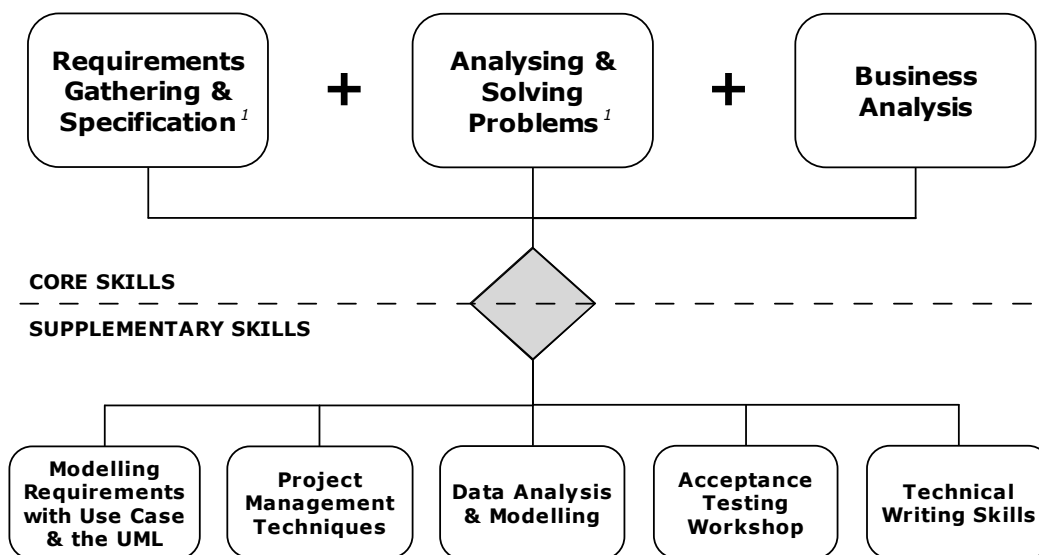 Requirements
Gathering &
Specification 1
+
Analysing &
Solving
Problems 1
+
Business
Analysis
CORE SKILLS
SUPPLEMENTARY SKILLS
Modelling
Requirements
with Use Case
& the UML
Project
Management
Techniques
Data Analysis
& Modelling
Acceptance
Testing
Workshop
Technical
Writing Skills